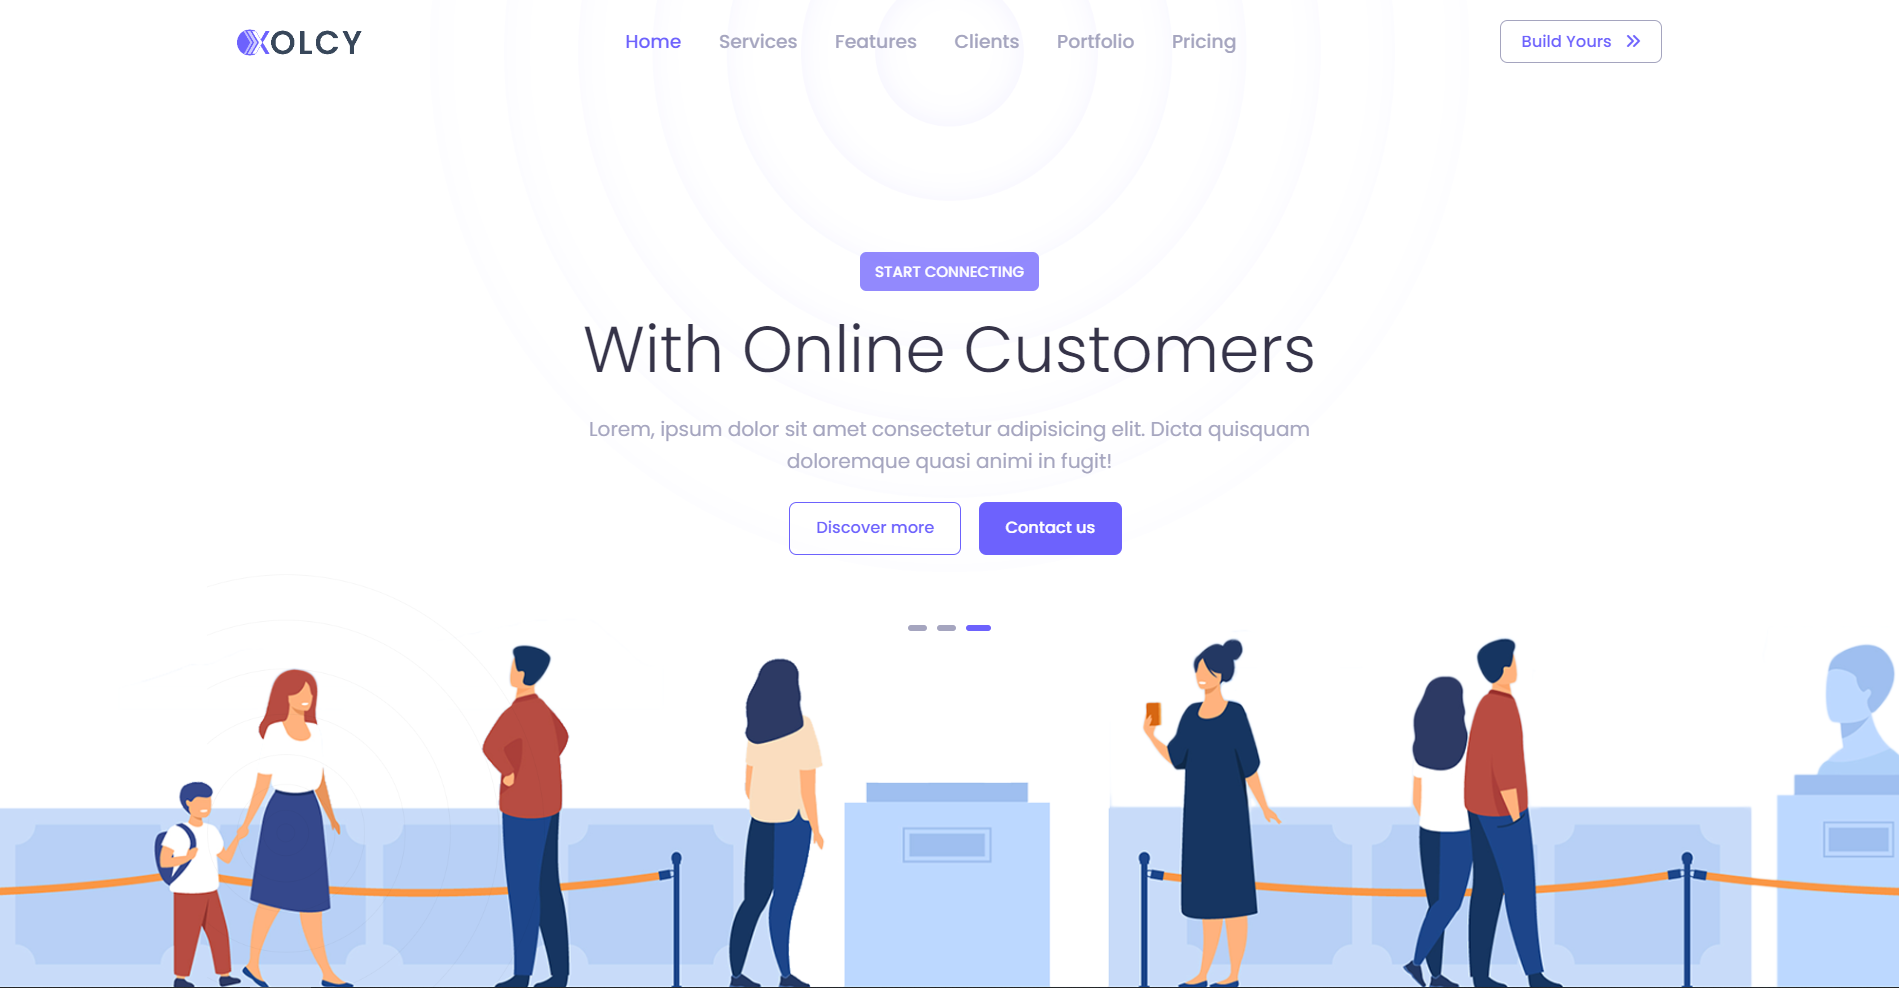 XOLCY
Home Services Features Clients Portfolio Pricing
Build Yours
START CONNECTING
With Online Customers
Lorem, ipsum dolor sit amet consectetur adipisicing elit. Dicta quisquam
doloremque quasi animi in fugit!
Discover more
Contact us